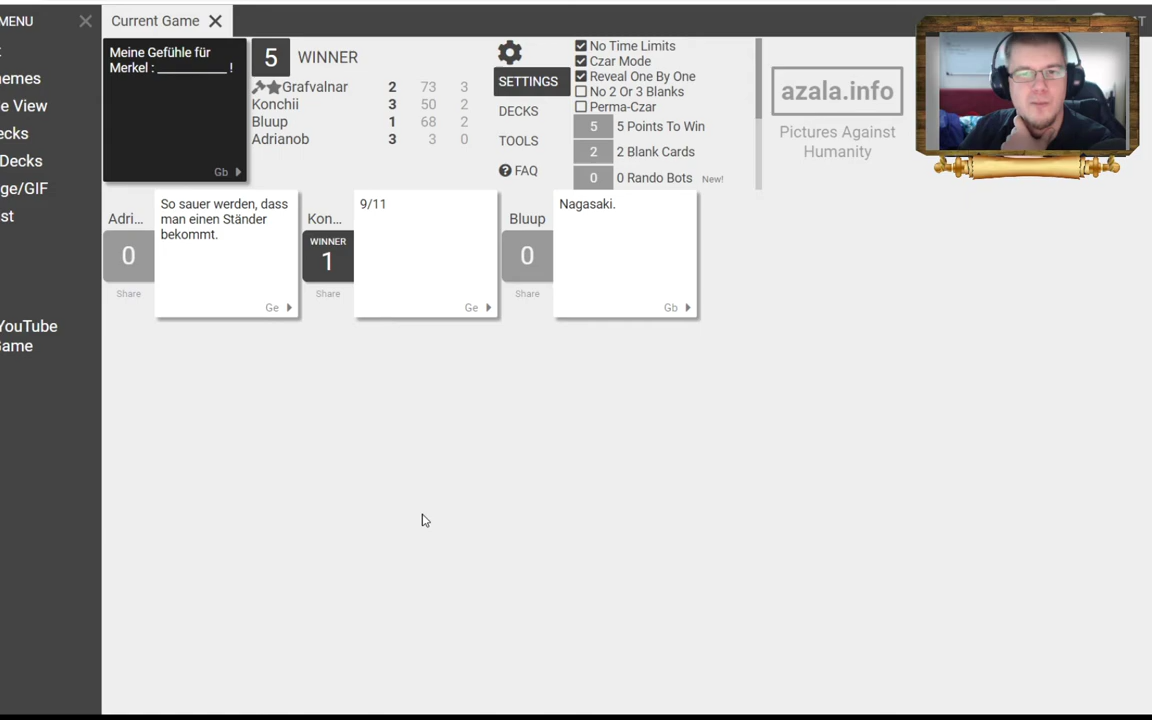 MENU
Current Game
Meine Gefühle für
Merkel : __________ !
Gb
5 WINNER
Grafvalnar 2 73 3
Konchii 3 50 2
Bluup 1 68 2
Adrianob 3 3 0
SETTINGS
DECKS
TOOLS
FAQ
No Time Limits
Czar Mode
Reveal One By One
No 2 Or 3 Blanks
Perma-Czar
5 5 Points To Win
2 2 Blank Cards
0 0 Rando Bots New!
azala.info
Pictures Against
Humanity
Adri...
0
Share
So sauer werden, dass
man einen Ständer
bekommt.
Ge
Kon...
WINNER
1
Share
9/11
Ge
Bluup
0
Share
Nagasaki.
Gb
emes
e View
ecks
Decks
ge/GIF
st
YouTube
ame